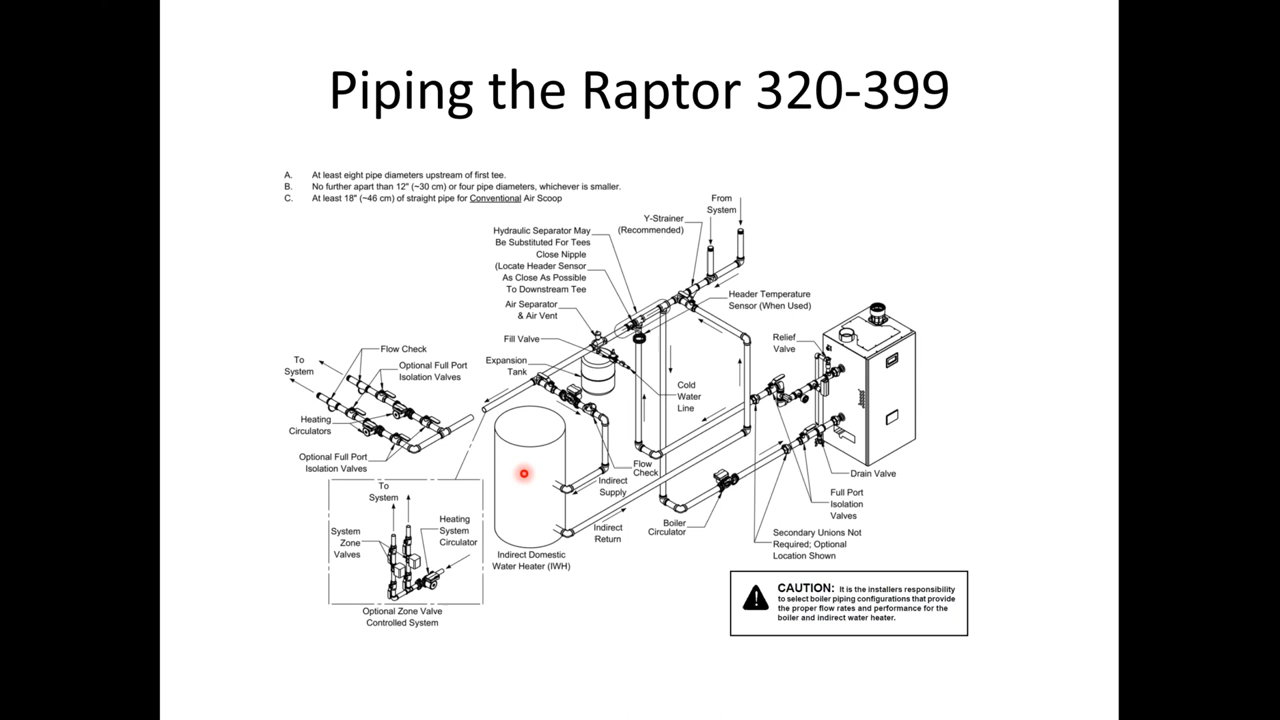 Piping the Raptor 320-399
A. At least eight pipe diameters upstream of first tee.
B. No further apart than 12" (~30 cm) or four pipe diameters, whichever is smaller.
C. At least 18" (~46 cm) of straight pipe for Conventional Air Scoop
From
System
Y-Strainer
(Recommended)
Hydraulic Separator May
Be Substituted For Tees
Close Nipple
(Locate Header Sensor
As Close As Possible
To Downstream Tee
Air Separator
& Air Vent
Header Temperature
Sensor (When Used)
Fill Valve
Relief
Valve
Expansion
Tank
Flow Check
To
System
Optional Full Port
Isolation Valves
Cold
Water
Line
Heating
Circulators
Optional Full Port
Isolation Valves
Flow
Check
Indirect
Supply
Drain Valve
To
System
Full Port
Isolation
Valves
System
Zone
Valves
Heating
System
Circulator
Indirect
Return
Boiler
Circulator
Secondary Unions Not
Required; Optional
Location Shown
Indirect Domestic
Water Heater (IWH)
Optional Zone Valve
Controlled System
CAUTION: It is the installers responsibility
to select boiler piping configurations that provide
the proper flow rates and performance for the
boiler and indirect water heater.